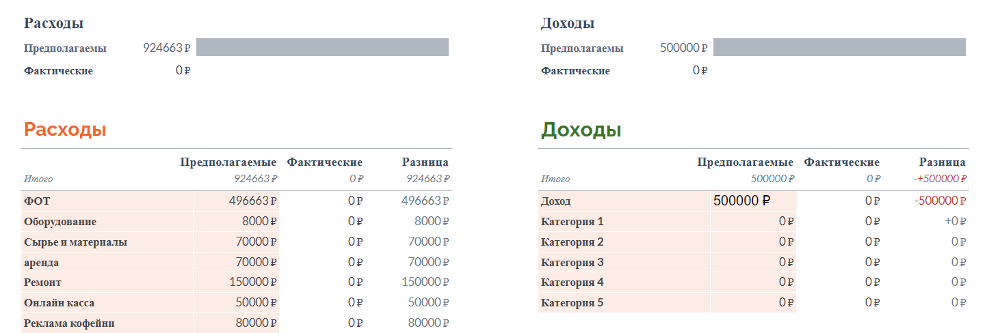 Расходы
Предполагаемы 924663 ₽
Фактические 0 ₽
Доходы
Предполагаемы 500000 ₽
Фактические 0 ₽
Расходы
Предполагаемые Фактические Разница
Итого 924663 ₽ 0 ₽ 924663 ₽
ФОТ 496663 ₽ 0 ₽ 496663 ₽
Оборудование 8000 ₽ 0 ₽ 8000 ₽
Сырье и материалы 70000 ₽ 0 ₽ 70000 ₽
аренда 70000 ₽ 0 ₽ 70000 ₽
Ремонт 150000 ₽ 0 ₽ 150000 ₽
Онлайн касса 50000 ₽ 0 ₽ 50000 ₽
Реклама кофейни 80000 ₽ 0 ₽ 80000 ₽
Доходы
Предполагаемые Фактические Разница
Итого 500000 ₽ 0 ₽ -+500000 ₽
Доход 500000 ₽ 0 ₽ -500000 ₽
Категория 1 0 ₽ 0 ₽ +0 ₽
Категория 2 0 ₽ 0 ₽ 0 ₽
Категория 3 0 ₽ 0 ₽ 0 ₽
Категория 4 0 ₽ 0 ₽ 0 ₽
Категория 5 0 ₽ 0 ₽ 0 ₽